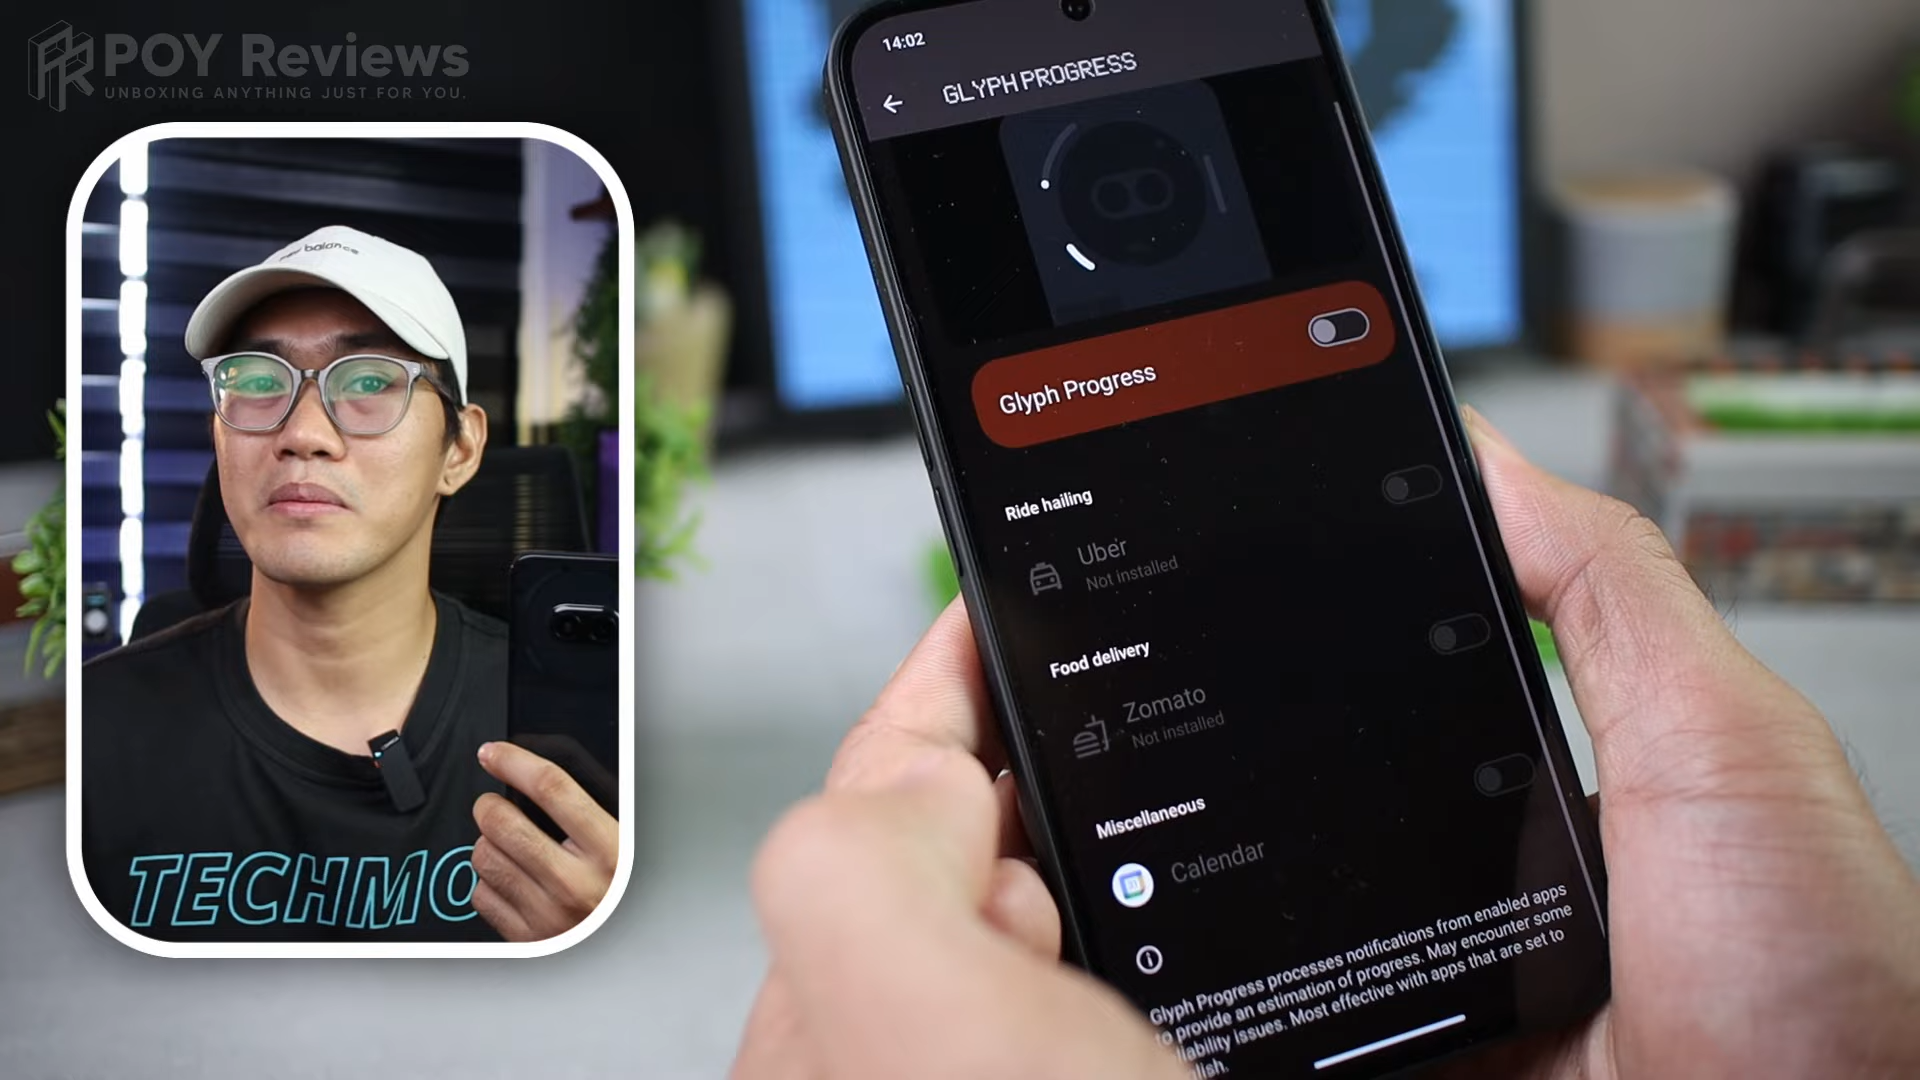 POY Reviews
UNBOXING ANYTHING JUST FOR YOU.
balance
TECHMO
14:02
GLYPH PROGRESS
Glyph Progress
Ride hailing
Uber
Not installed
Food delivery
Zomato
Not installed
Miscellaneous
Calendar
Glyph Progress processes notifications from enabled apps
to provide an estimation of progress. May encounter some
liability issues. Most effective with apps that are set to
lish.